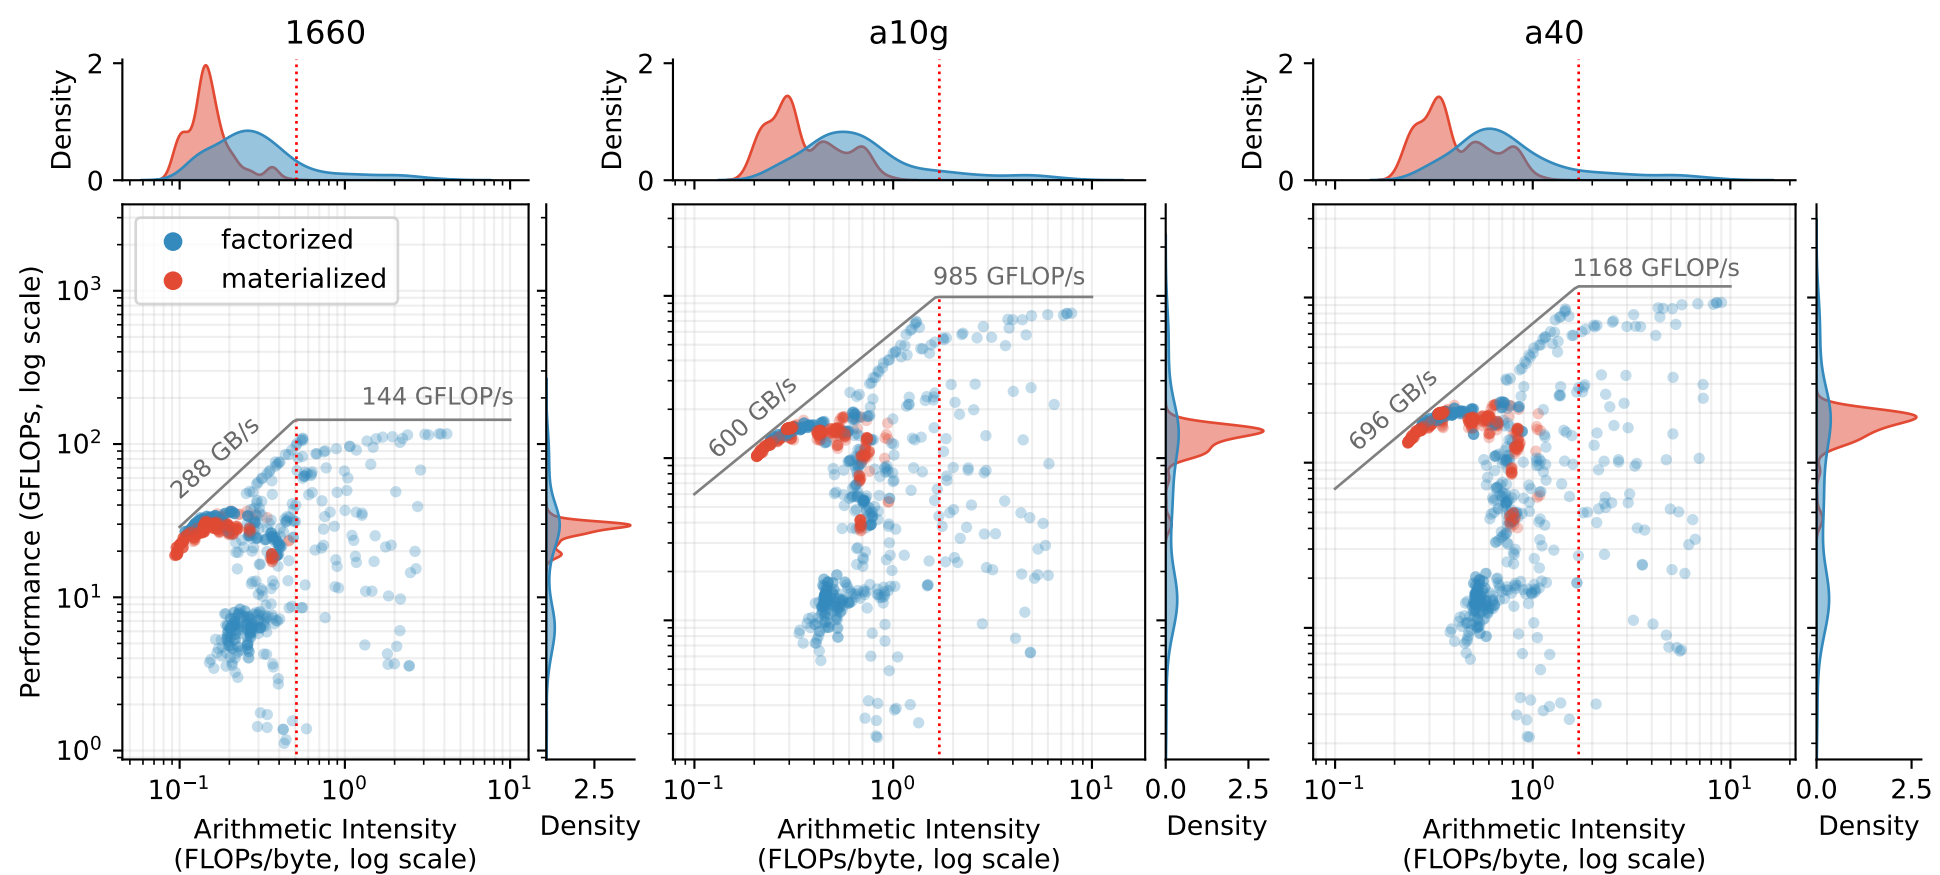 1660
a10g
a40
2
0
Density
2
0
Density
2
0
Density
factorized
materialized
288 GB/s
144 GFLOP/s
600 GB/s
985 GFLOP/s
696 GB/s
1168 GFLOP/s
Performance (GFLOPs, log scale)
10³
10²
10¹
10⁰
10⁻¹
10⁰
10¹
2.5
10⁻¹
10⁰
10¹
0.0
2.5
10⁻¹
10⁰
10¹
0.0
2.5
Arithmetic Intensity
(FLOPs/byte, log scale)
Density
Arithmetic Intensity
(FLOPs/byte, log scale)
Density
Arithmetic Intensity
(FLOPs/byte, log scale)
Density